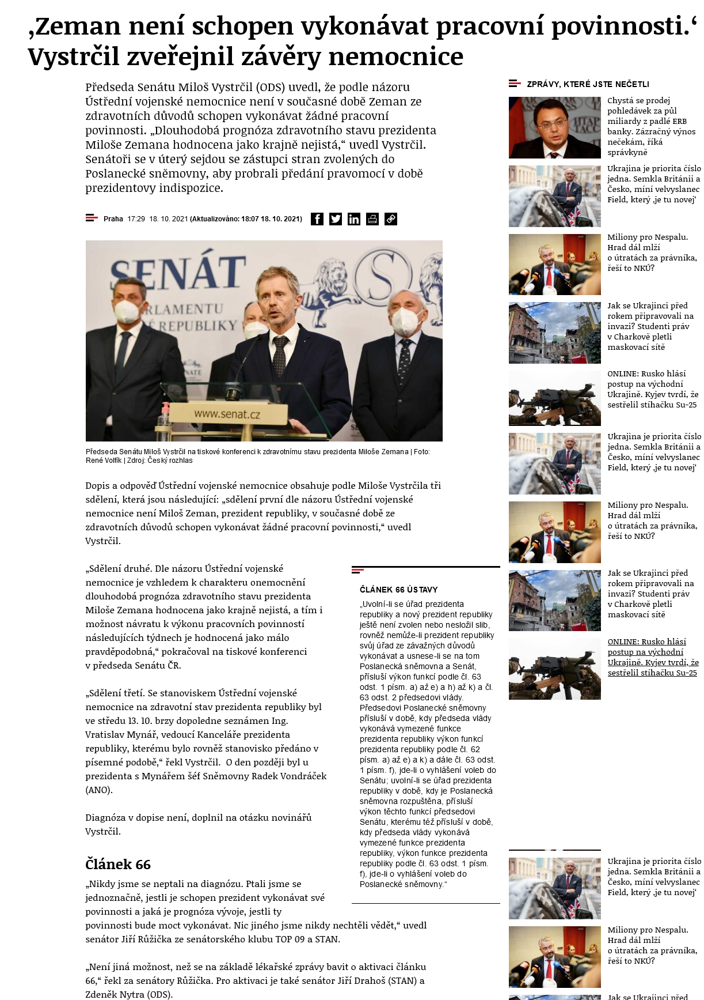 ‚Zeman není schopen vykonávat pracovní povinnosti.‘
Vystrčil zveřejnil závěry nemocnice
Předseda Senátu Miloš Vystrčil (ODS) uvedl, že podle názoru
Ústřední vojenské nemocnice není v současné době Zeman ze
zdravotních důvodů schopen vykonávat žádné pracovní
povinnosti. „Dlouhodobá prognóza zdravotního stavu prezidenta
Miloše Zemana hodnocena jako krajně nejistá,“ uvedl Vystrčil.
Senátoři se v úterý sejdou se zástupci stran zvolených do
Poslanecké sněmovny, aby probrali předání pravomocí v době
prezidentovy indispozice.
Praha 17:29 18. 10. 2021 (Aktualizováno: 18:07 18. 10. 2021)
SENÁT
RLAMENTU
É REPUBLIKY
SENÁT
www.senat.cz
Předseda Senátu Miloš Vystrčil na tiskové konferenci k zdravotnímu stavu prezidenta Miloše Zemana | Foto:
René Volfík | Zdroj: Český rozhlas
Dopis a odpověď Ústřední vojenské nemocnice obsahuje podle Miloše Vystrčila tři
sdělení, která jsou následující: „sdělení první dle názoru Ústřední vojenské
nemocnice není Miloš Zeman, prezident republiky, v současné době ze
zdravotních důvodů schopen vykonávat žádné pracovní povinnosti,“ uvedl
Vystrčil.
„Sdělení druhé. Dle názoru Ústřední vojenské
nemocnice je vzhledem k charakteru onemocnění
dlouhodobá prognóza zdravotního stavu prezidenta
Miloše Zemana hodnocena jako krajně nejistá, a tím i
možnost návratu k výkonu pracovních povinností
následujících týdnech je hodnocená jako málo
pravděpodobná,“ pokračoval na tiskové konferenci
v předseda Senátu ČR.
„Sdělení třetí. Se stanoviskem Ústřední vojenské
nemocnice na zdravotní stav prezidenta republiky byl
ve středu 13. 10. brzy dopoledne seznámen Ing.
Vratislav Mynář, vedoucí Kanceláře prezidenta
republiky, kterému bylo rovněž stanovisko předáno v
písemné podobě,“ řekl Vystrčil.  O den později byl u
prezidenta s Mynářem šéf Sněmovny Radek Vondráček
(ANO).
Diagnóza v dopise není, doplnil na otázku novinářů
Vystrčil.
Článek 66
„Nikdy jsme se neptali na diagnózu. Ptali jsme se
jednoznačně, jestli je schopen prezident vykonávat své
povinnosti a jaká je prognóza vývoje, jestli ty
povinnosti bude moct vykonávat. Nic jiného jsme nikdy nechtěli vědět,“ uvedl
senátor Jiří Růžička ze senátorského klubu TOP 09 a STAN.
„Není jiná možnost, než se na základě lékařské zprávy bavit o aktivaci článku
66,“ řekl za senátory Růžička. Pro aktivaci je také senátor Jiří Drahoš (STAN) a
Zdeněk Nytra (ODS).
ČLÁNEK 66 ÚSTAVY
„Uvolní-li se úřad prezidenta
republiky a nový prezident republiky
ještě není zvolen nebo nesložil slib,
rovněž nemůže-li prezident republiky
svůj úřad ze závažných důvodů
vykonávat a usnese-li se na tom
Poslanecká sněmovna a Senát,
přísluší výkon funkcí podle čl. 63
odst. 1 písm. a) až e) a h) až k) a čl.
63 odst. 2 předsedovi vlády.
Předsedovi Poslanecké sněmovny
přísluší v době, kdy předseda vlády
vykonává vymezené funkce
prezidenta republiky výkon funkcí
prezidenta republiky podle čl. 62
písm. a) až e) a k) a dále čl. 63 odst.
1 písm. f), jde-li o vyhlášení voleb do
Senátu; uvolní-li se úřad prezidenta
republiky v době, kdy je Poslanecká
sněmovna rozpuštěna, přísluší
výkon těchto funkcí předsedovi
Senátu, kterému též přísluší v době,
kdy předseda vlády vykonává
vymezené funkce prezidenta
republiky, výkon funkce prezidenta
republiky podle čl. 63 odst. 1 písm.
f), jde-li o vyhlášení voleb do
Poslanecké sněmovny.“
ZPRÁVY, KTERÉ JSTE NEČETLI
Chystá se prodej
pohledávek za půl
miliardy z padlé ERB
banky. Zázračný výnos
nečekám, říká
správkyně
Ukrajina je priorita číslo
jedna. Semkla Británii a
Česko, míní velvyslanec
Field, který ‚je tu novej‘
Miliony pro Nespalu.
Hrad dál mlží
o útratách za právníka,
řeší to NKÚ?
Jak se Ukrajinci před
rokem připravovali na
invazi? Studenti práv
v Charkově pletli
maskovací sítě
ONLINE: Rusko hlásí
postup na východní
Ukrajině. Kyjev tvrdí, že
sestřelil stíhačku Su-25
Ukrajina je priorita číslo
jedna. Semkla Británii a
Česko, míní velvyslanec
Field, který ‚je tu novej‘
Miliony pro Nespalu.
Hrad dál mlží
o útratách za právníka,
řeší to NKÚ?
Jak se Ukrajinci před
rokem připravovali na
invazi? Studenti práv
v Charkově pletli
maskovací sítě
ONLINE: Rusko hlásí
postup na východní
Ukrajině. Kyjev tvrdí, že
sestřelil stíhačku Su-25
Ukrajina je priorita číslo
jedna. Semkla Británii a
Česko, míní velvyslanec
Field, který ‚je tu novej‘
Miliony pro Nespalu.
Hrad dál mlží
o útratách za právníka,
řeší to NKÚ?
Jak se Ukrajinci před